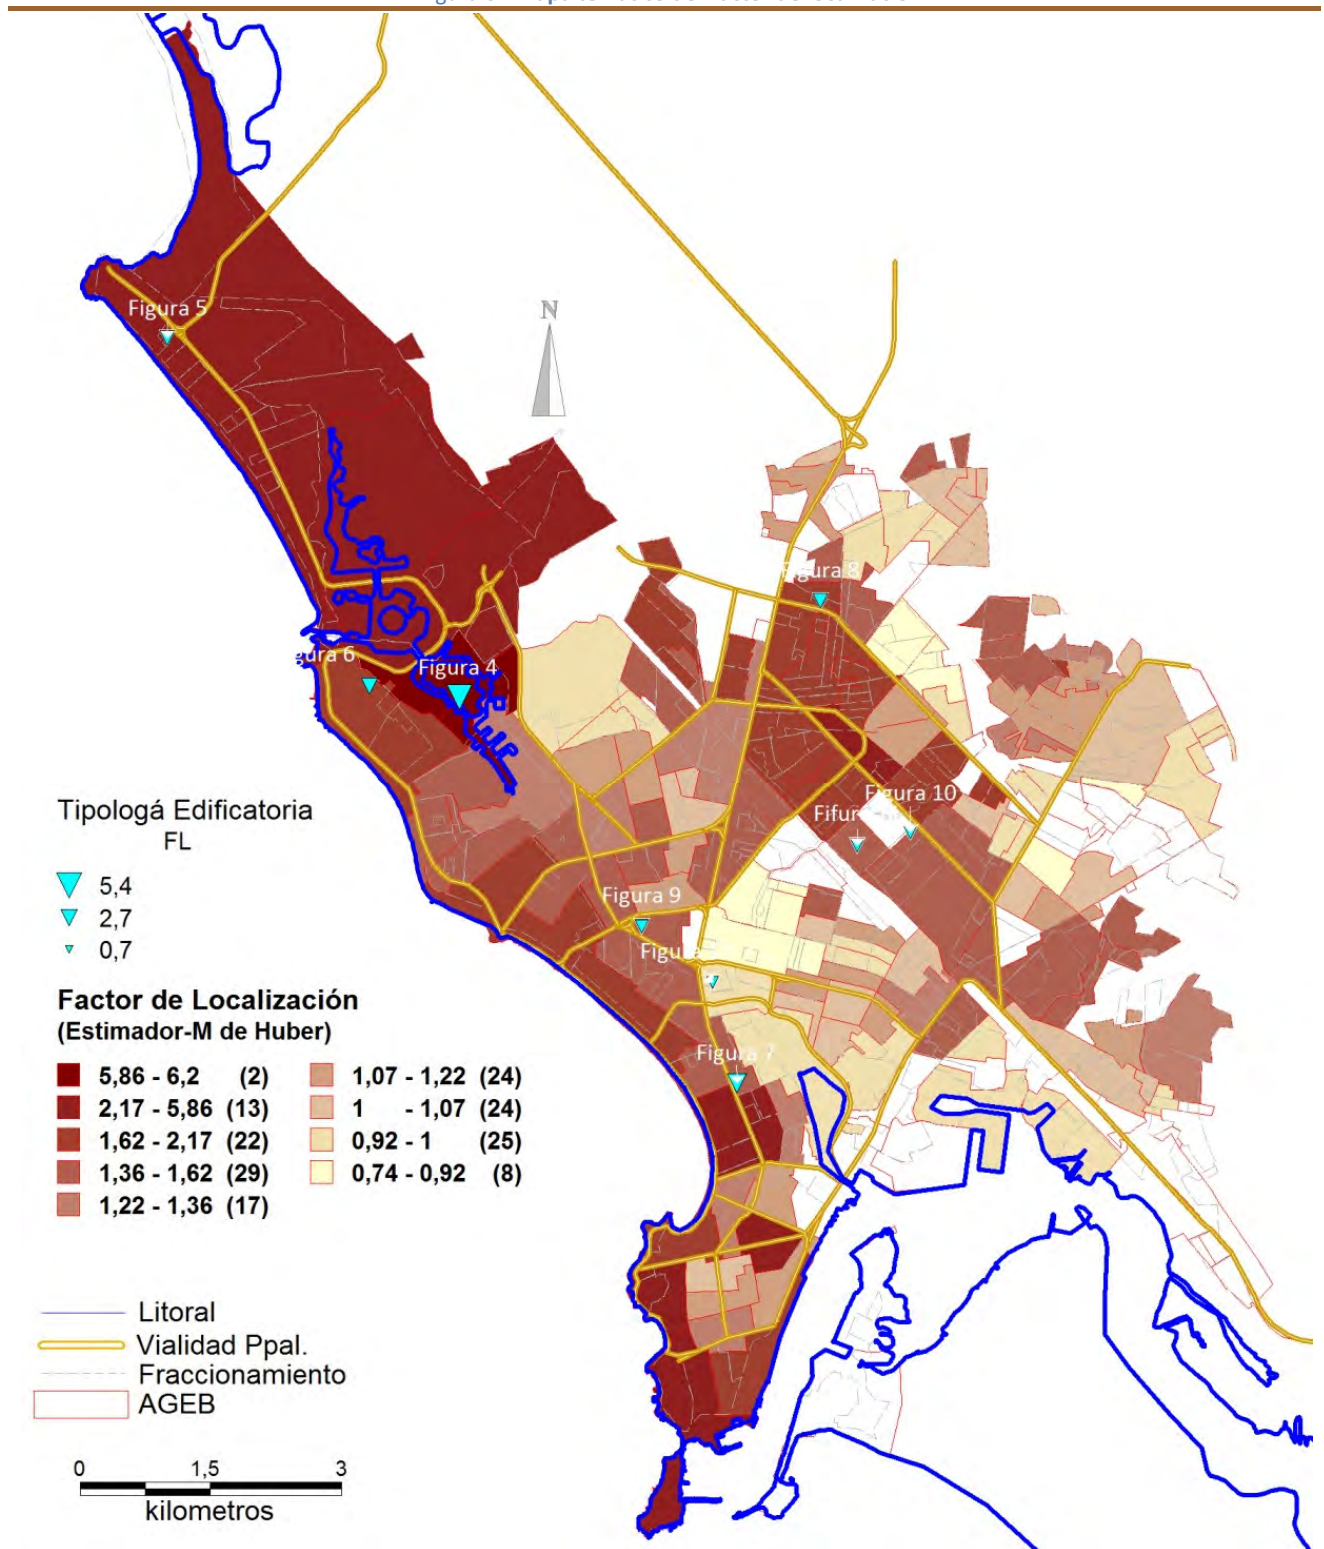 N
Figura 5
Figura 8
Figura 6
Figura 4
Figura 10
Figura 9
Figura 7
Tipologá Edificatoria
FL
5,4
2,7
0,7
Factor de Localización
(Estimador-M de Huber)
5,86 - 6,2 (2)
2,17 - 5,86 (13)
1,62 - 2,17 (22)
1,36 - 1,62 (29)
1,22 - 1,36 (17)
1,07 - 1,22 (24)
1 - 1,07 (24)
0,92 - 1 (25)
0,74 - 0,92 (8)
Litoral
Vialidad Ppal.
Fraccionamiento
AGEB
0 1,5 3
kilometros